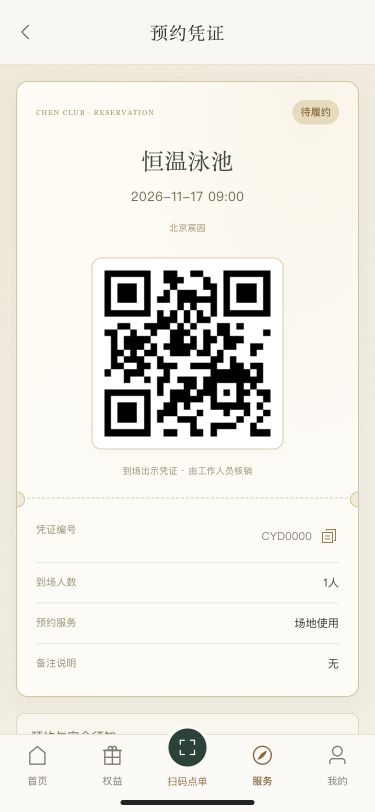 预约凭证
CHEN CLUB · RESERVATION
待履约
恒温泳池
2026-11-17 09:00
北京宸园
到场出示凭证 · 由工作人员核销
凭证编号
CYD0000
到场人数
1人
预约服务
场地使用
备注说明
无
首页
权益
扫码点单
服务
我的